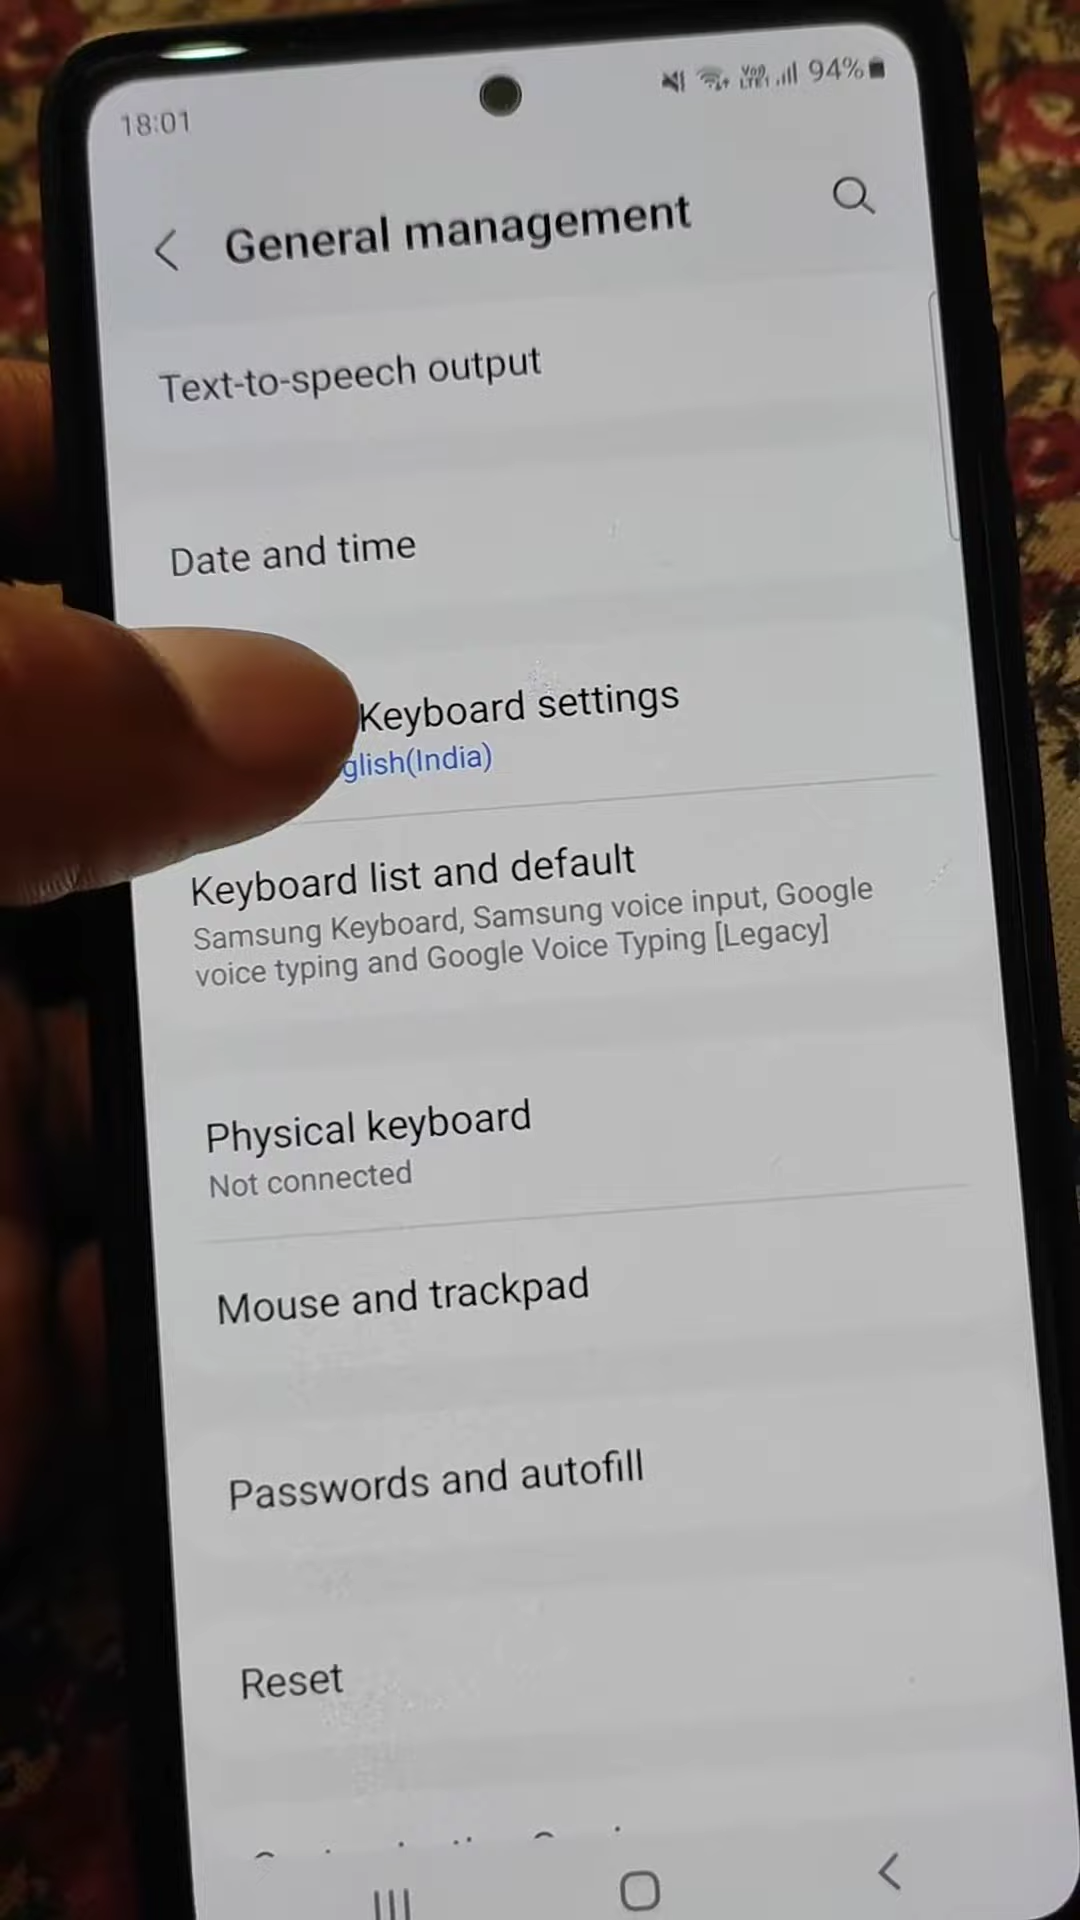 18:01
94%
General management
Text-to-speech output
Date and time
Keyboard settings
glish(India)
Keyboard list and default
Samsung Keyboard, Samsung voice input, Google
voice typing and Google Voice Typing [Legacy]
Physical keyboard
Not connected
Mouse and trackpad
Passwords and autofill
Reset